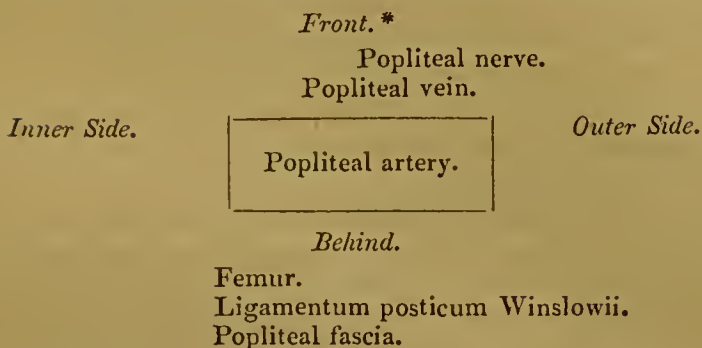 Front. *
Popliteal nerve.
Popliteal vein.
Inner Side. Outer Side.
Popliteal artery.
Behind.
Femur.
Ligamentum posticum Winslowii.
Popliteal fascia.